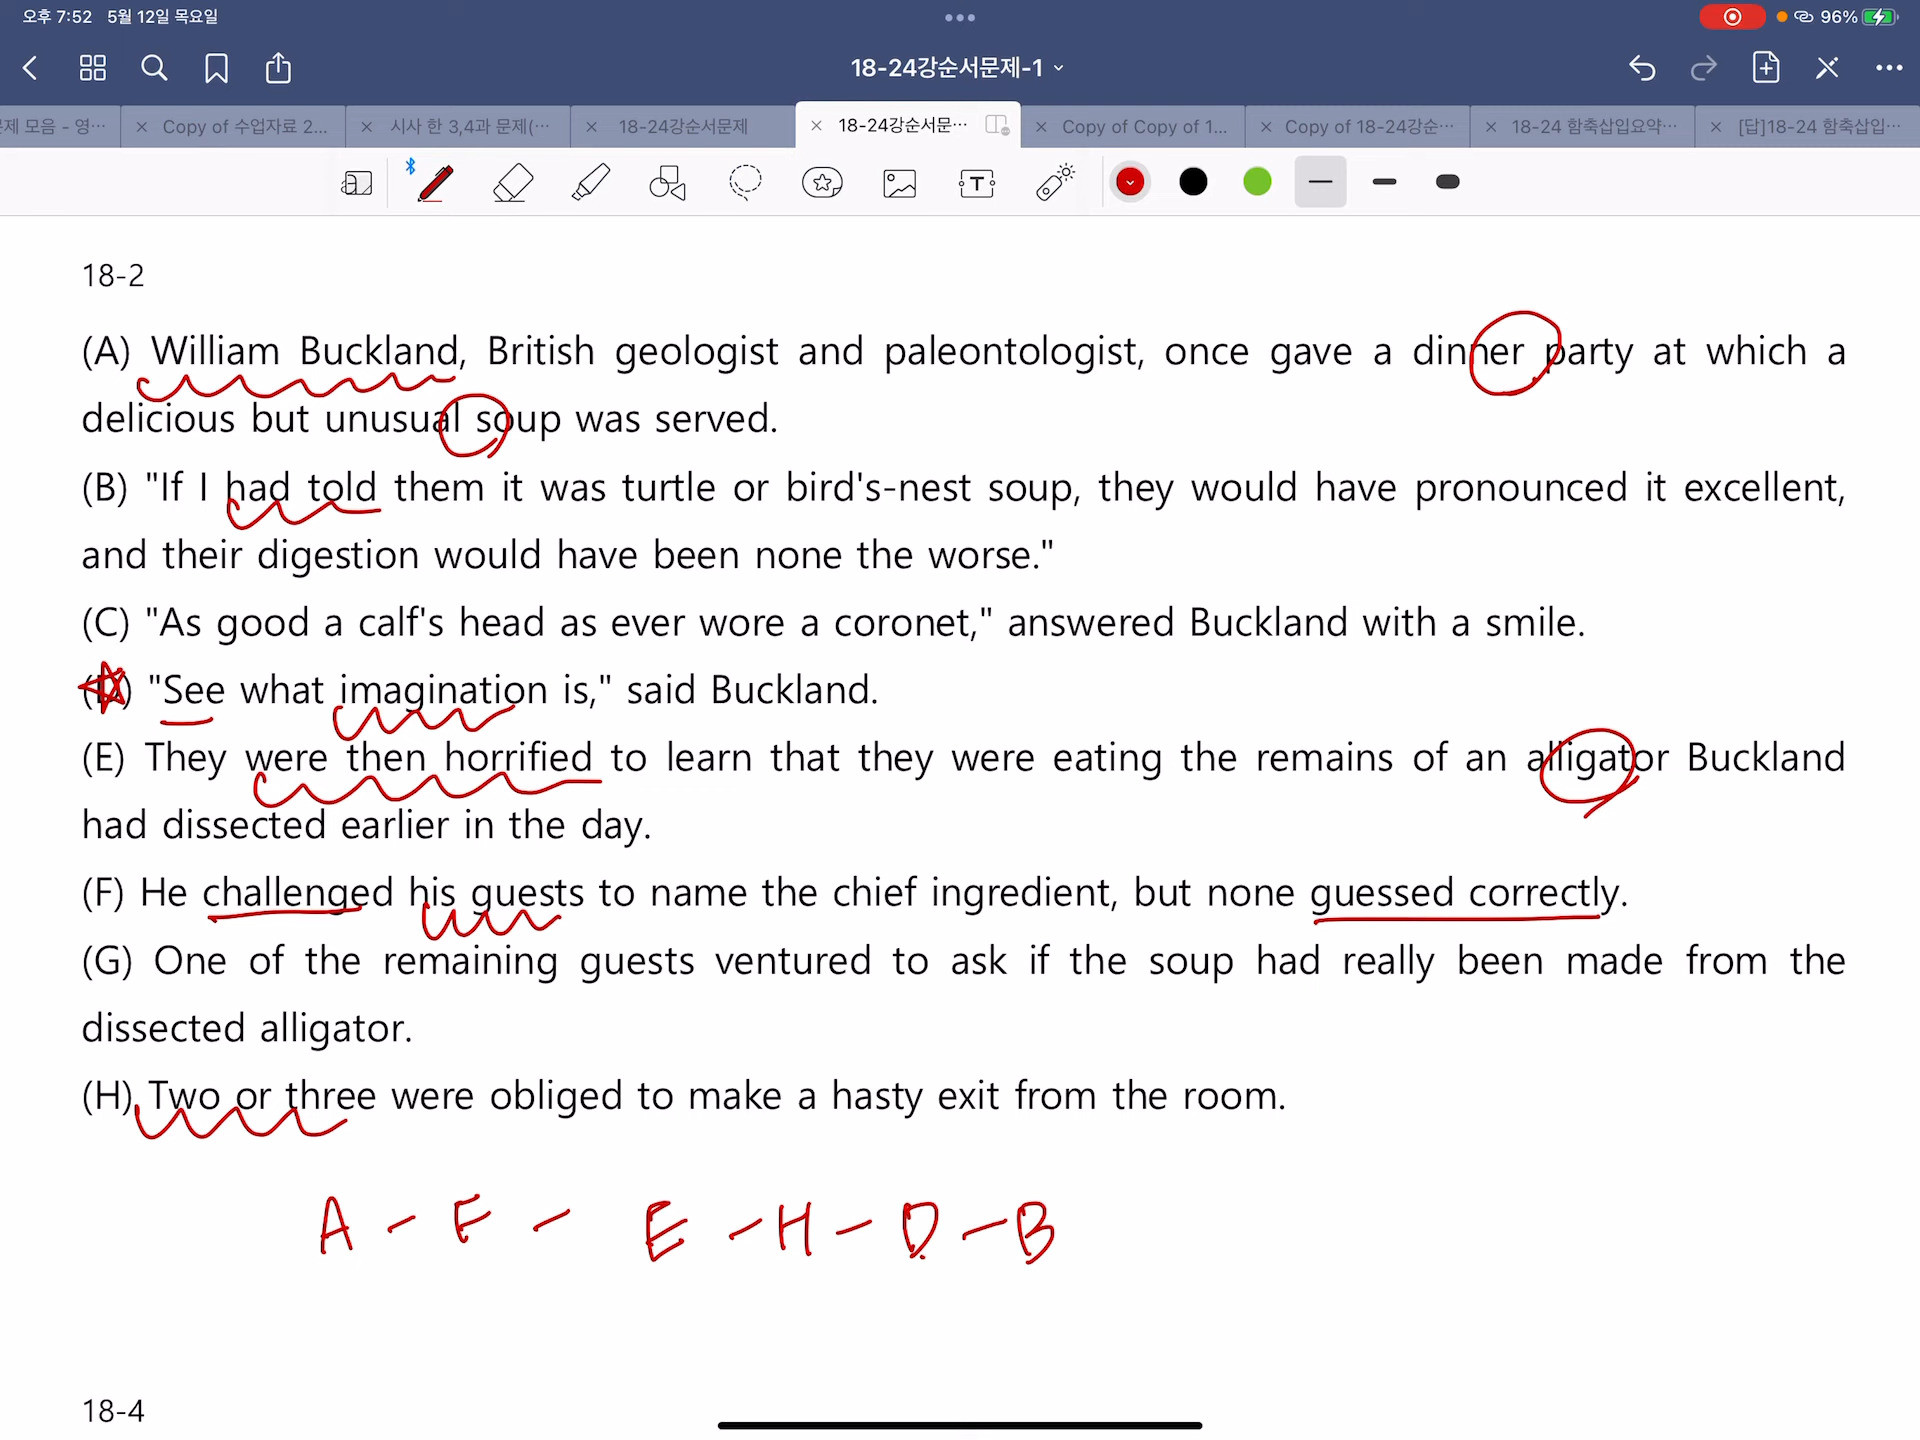 오후 7:52 5월 12일 목요일
96%
18-24강순서문제-1
제 모음 - 영···
Copy of 수업자료 2...
시사 한 3,4과 문제(···
18-24강순서문제
18-24강순서문···
Copy of Copy of 1...
Copy of 18-24강순···
18-24 함축삽입요약···
[답]18-24 함축삽입···
18-2
(A) William Buckland, British geologist and paleontologist, once gave a dinner party at which a
delicious but unusual soup was served.
(B) "If I had told them it was turtle or bird's-nest soup, they would have pronounced it excellent,
and their digestion would have been none the worse."
(C) "As good a calf's head as ever wore a coronet," answered Buckland with a smile.
(D) "See what imagination is," said Buckland.
(E) They were then horrified to learn that they were eating the remains of an alligator Buckland
had dissected earlier in the day.
(F) He challenged his guests to name the chief ingredient, but none guessed correctly.
(G) One of the remaining guests ventured to ask if the soup had really been made from the
dissected alligator.
(H) Two or three were obliged to make a hasty exit from the room.
A - F - E - H - D - B
18-4